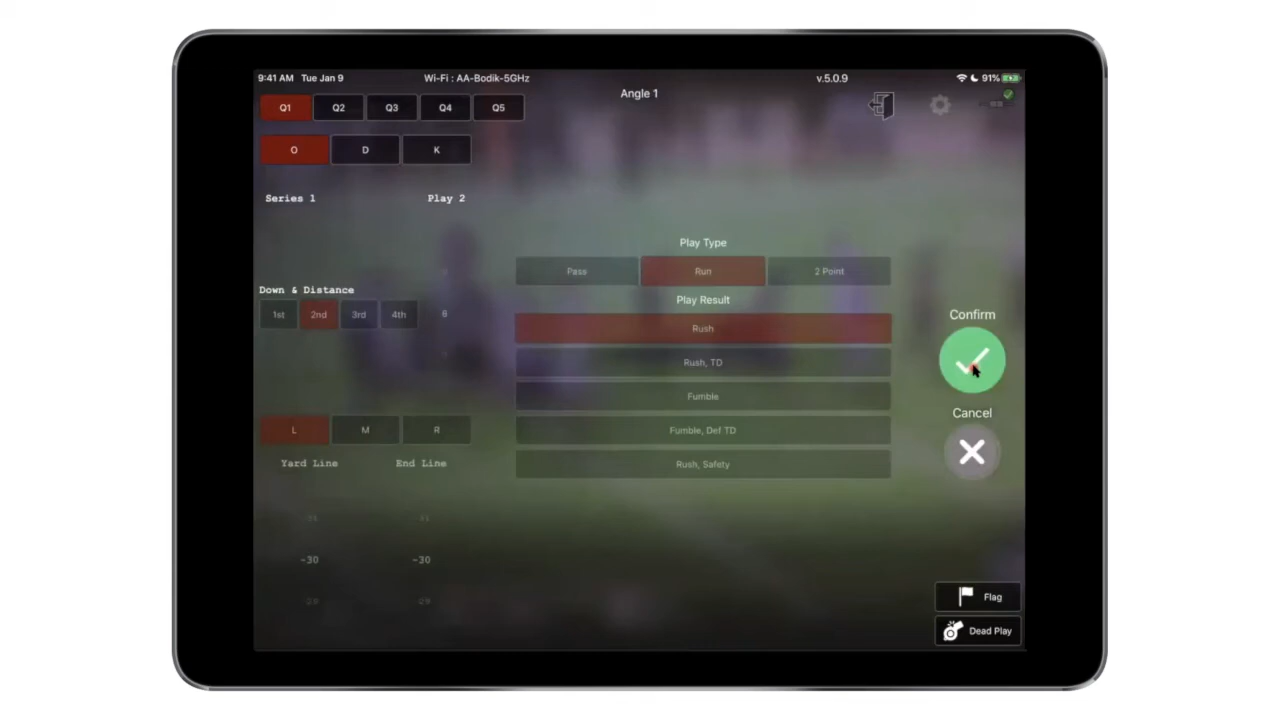 9:41 AM Tue Jan 9 Wi-Fi : AA-Bodik-5GHz v.5.0.9 91%
Angle 1
Q1 Q2 Q3 Q4 Q5
O D K
Series 1 Play 2
Play Type
Pass Run 2 Point
Down & Distance
Play Result
1st 2nd 3rd 4th 8
Confirm
Rush
Rush, TD
Fumble
Cancel
L M R
Fumble, Def TD
Yard Line End Line
Rush, Safety
-30 -30
Flag
Dead Play